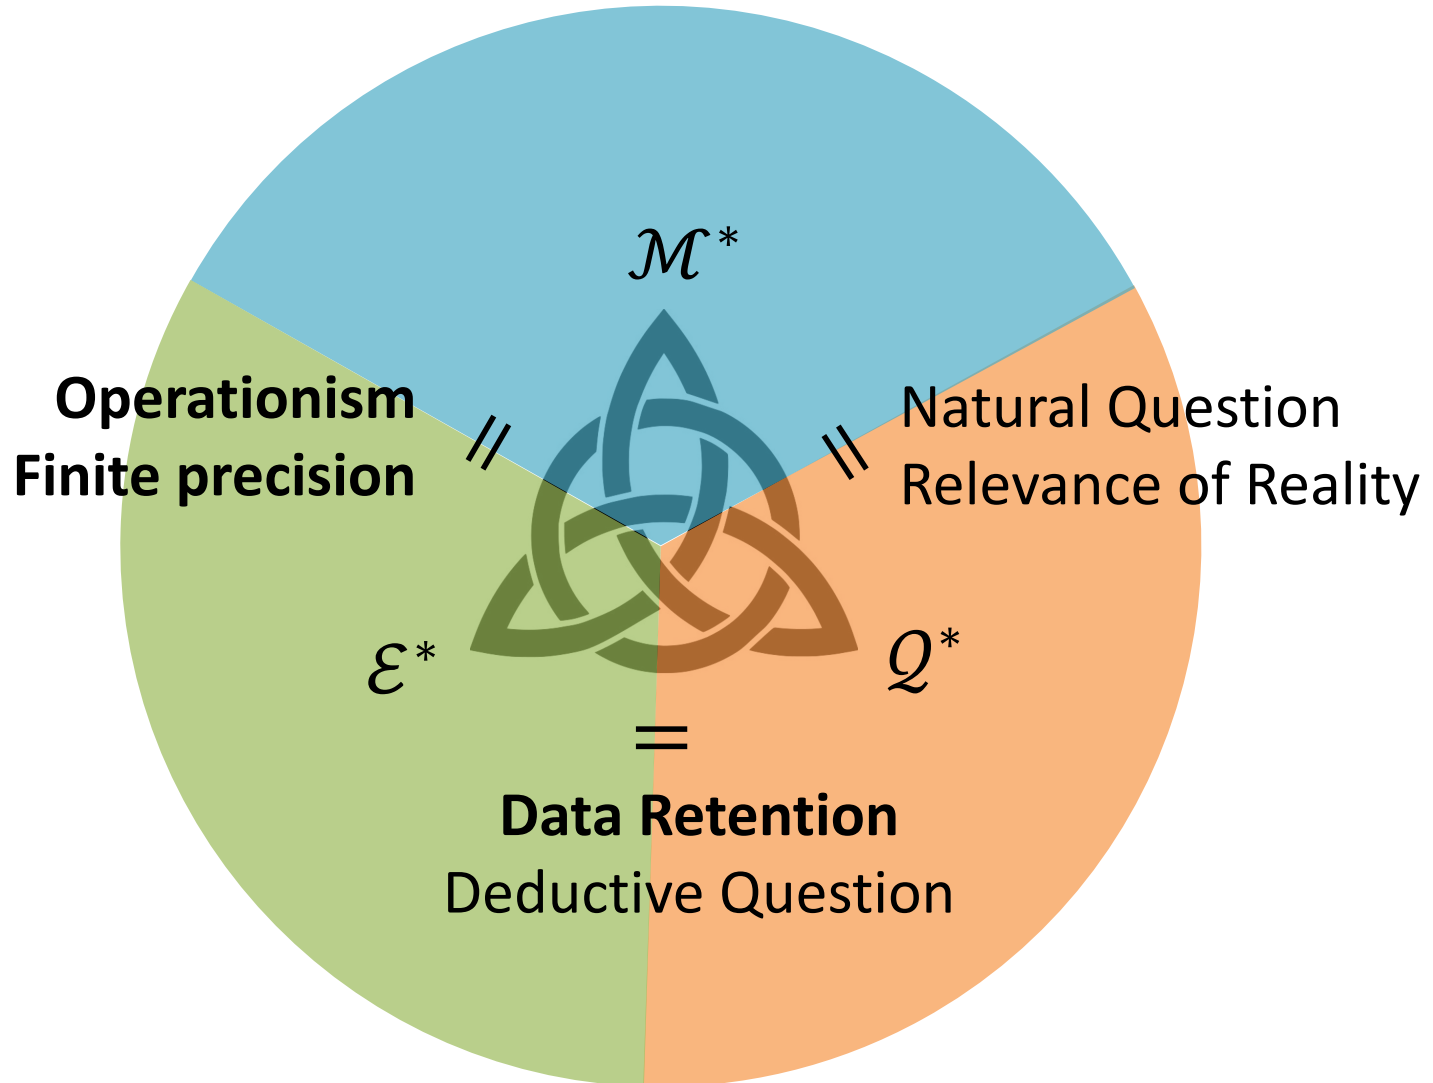 ℳ*
Operationism
Finite precision
Natural Question
Relevance of Reality
ℰ*
𝒬*
=
=
=
Data Retention
Deductive Question